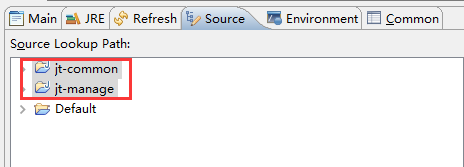 Main JRE Refresh Source Environment Common
Source Lookup Path:
jt-common
jt-manage
Default